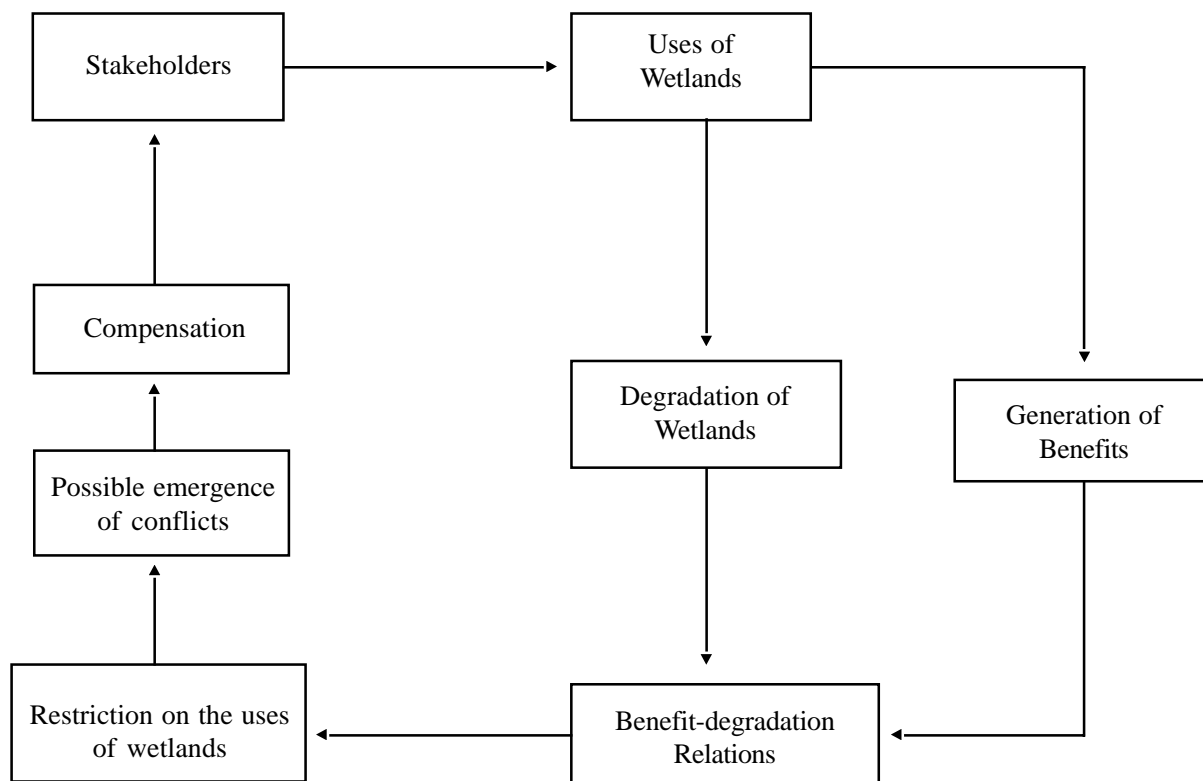 Stakeholders
Uses of
Wetlands
Compensation
Degradation of
Wetlands
Generation of
Benefits
Possible emergence
of conflicts
Restriction on the uses
of wetlands
Benefit-degradation
Relations